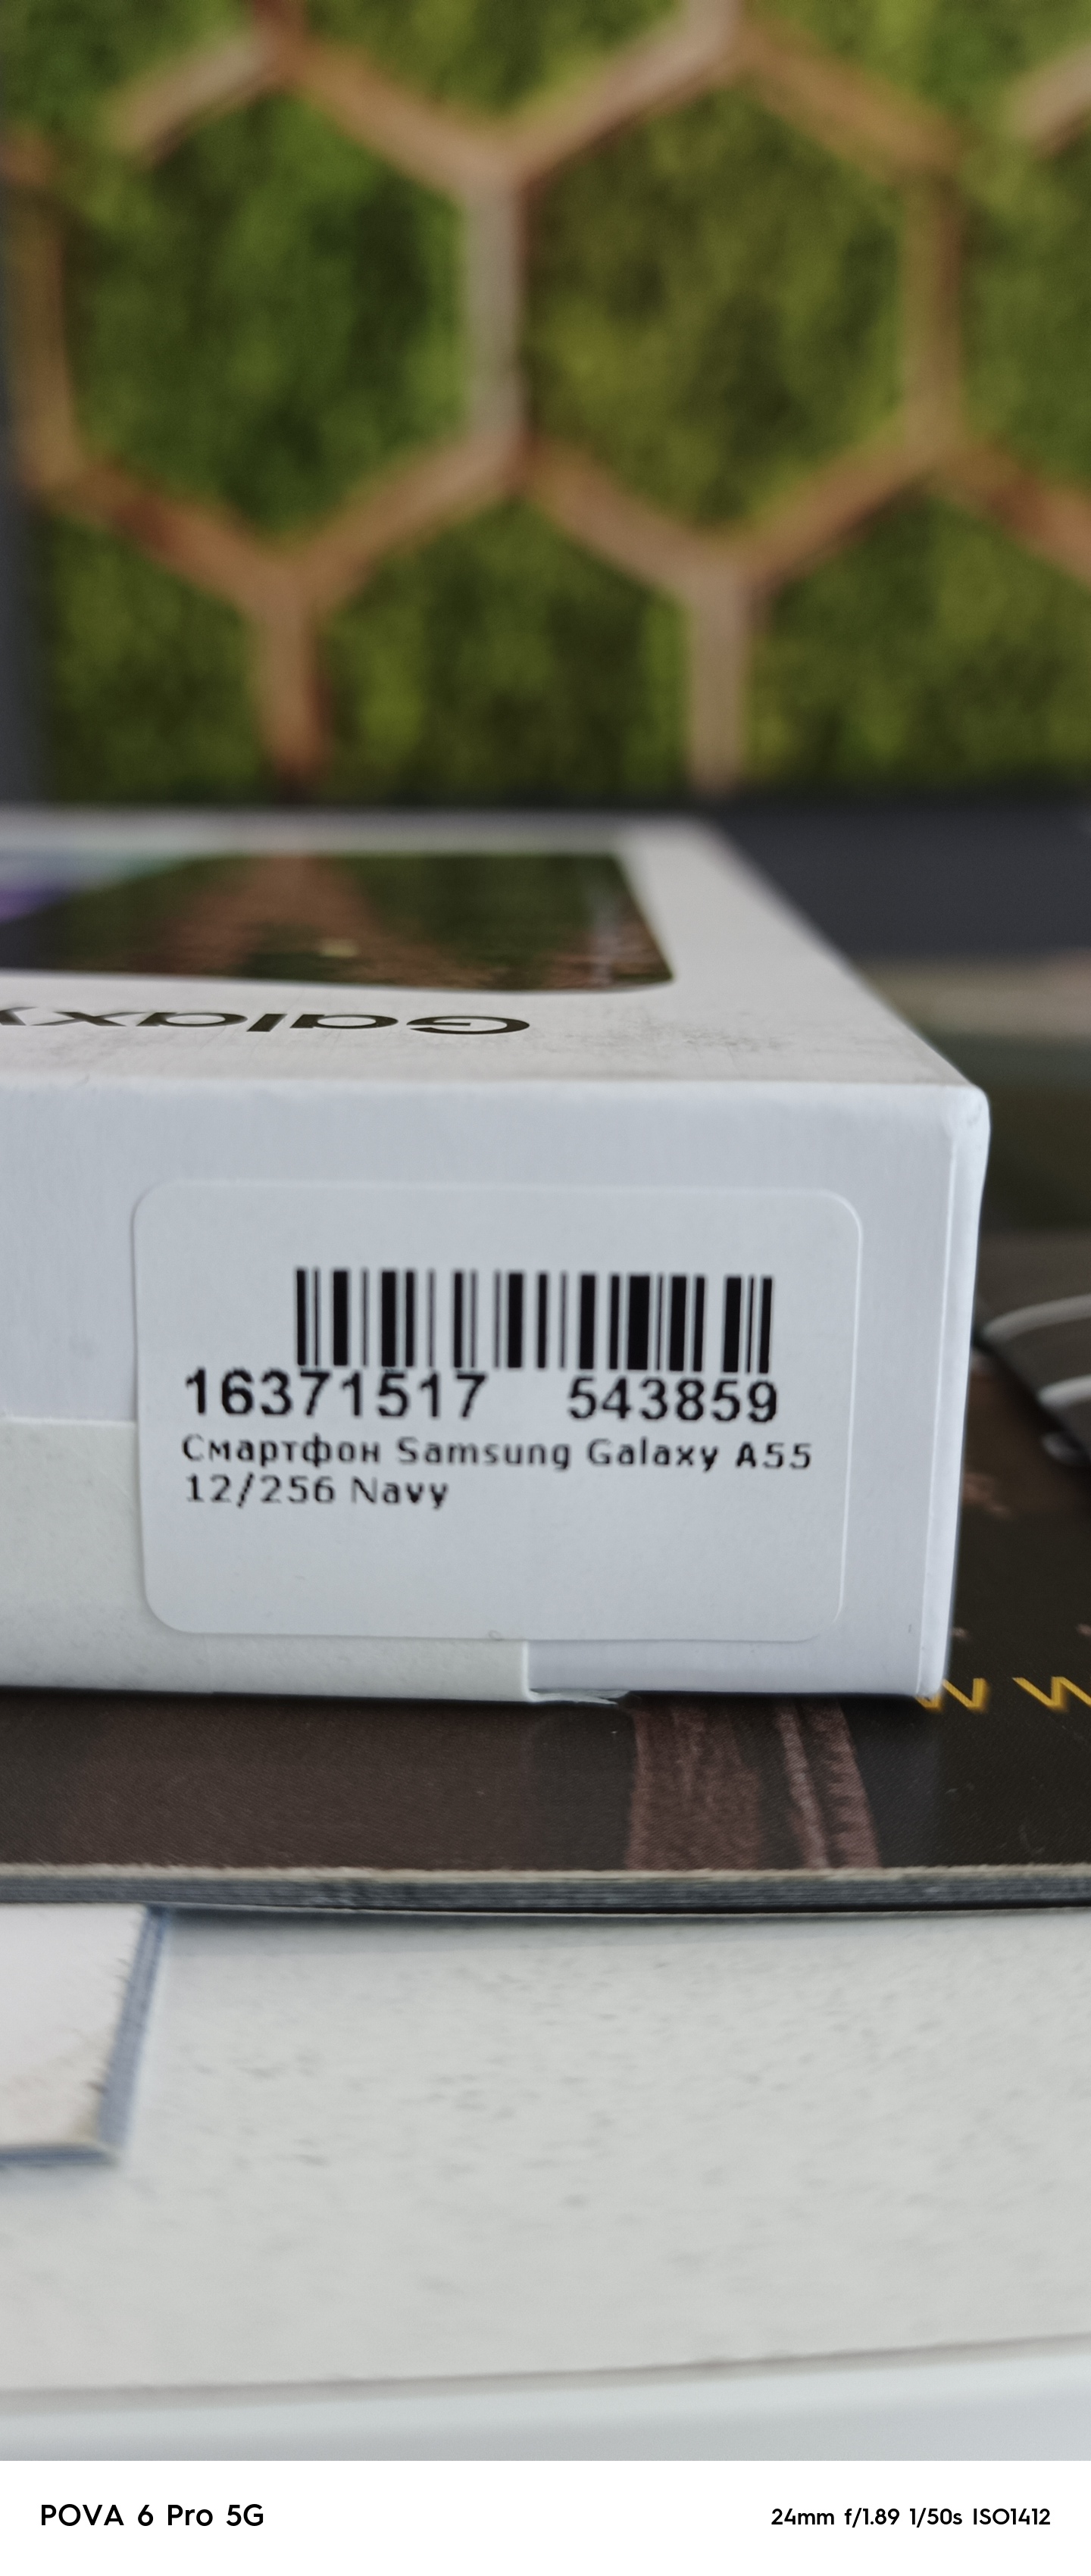 Galaxy
16371517 543859
Смартфон Samsung Galaxy A55
12/256 Navy
W W
POVA 6 Pro 5G
24mm f/1.89 1/50s ISO1412